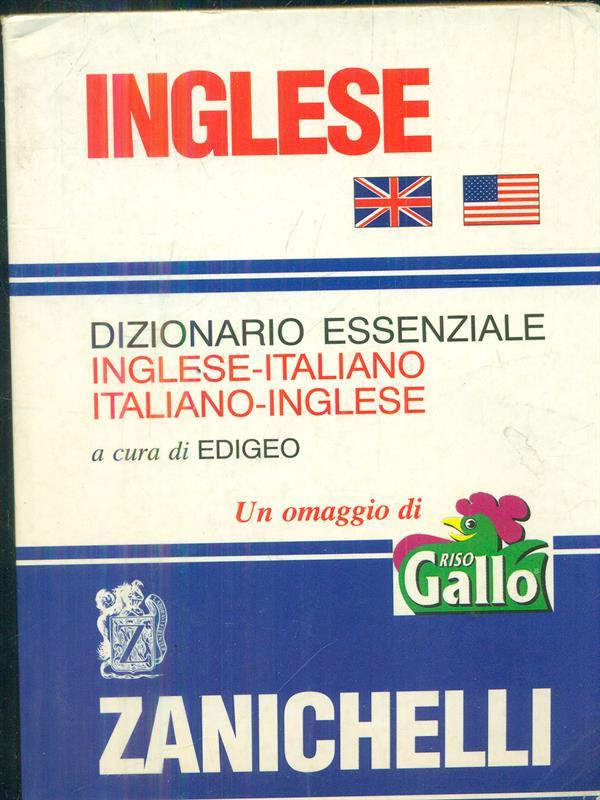 INGLESE
DIZIONARIO ESSENZIALE
INGLESE-ITALIANO
ITALIANO-INGLESE
a cura di EDIGEO
Un omaggio di
RISO
Gallo
Z
ZANICHELLI